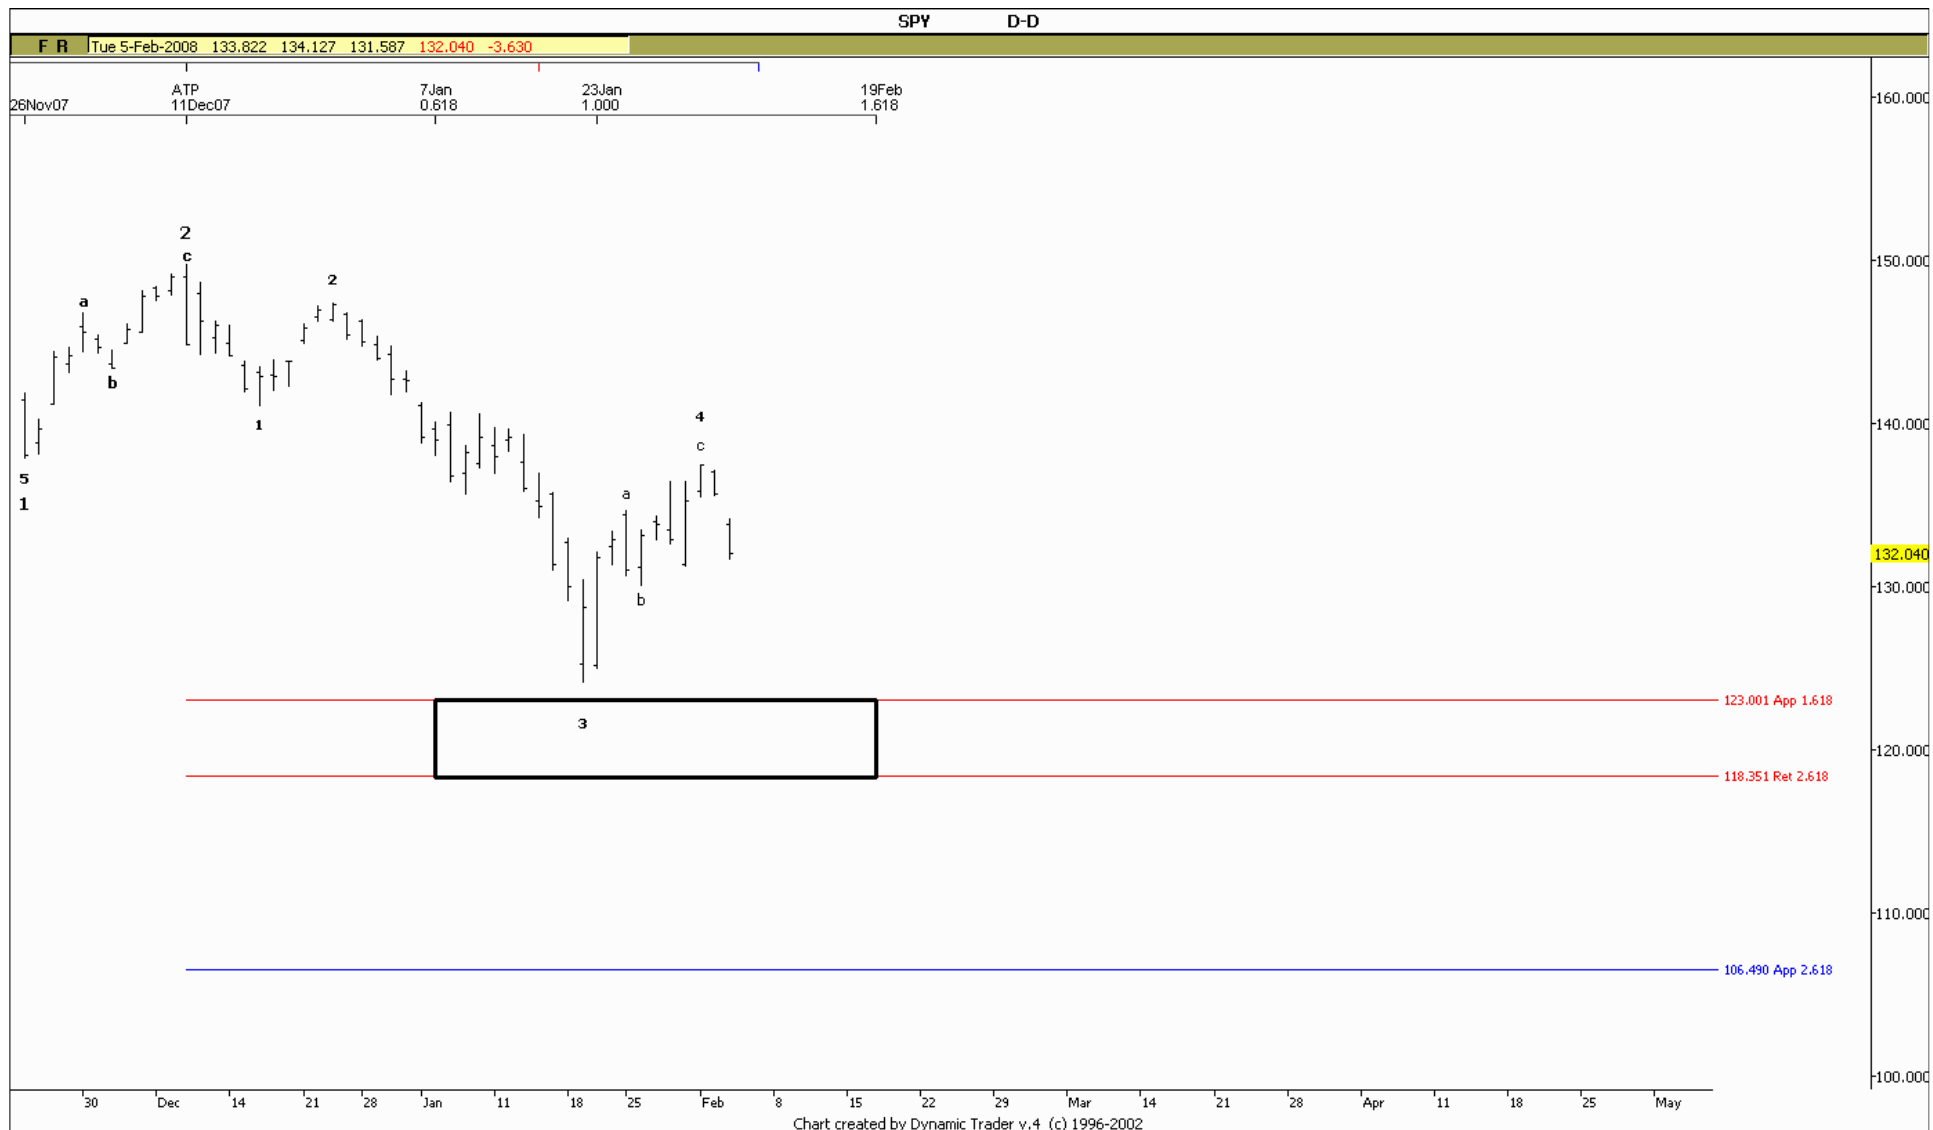 SPY D-D
F R Tue 5-Feb-2008 133.822 134.127 131.587 132.040 -3.630
ATP 7Jan 23Jan 19Feb
26Nov07 11Dec07 0.618 1.000 1.618
160.000
2
c
150.000
2
a
b
1
140.000
4
c
5
a
1
132.040
130.000
b
123.001 App 1.618
3
120.000
118.351 Ret 2.618
110.000
106.490 App 2.618
100.000
30 Dec 14 21 28 Jan 11 18 25 Feb 8 15 22 29 Mar 14 21 28 Apr 11 18 25 May
Chart created by Dynamic Trader v.4 (c) 1996-2002